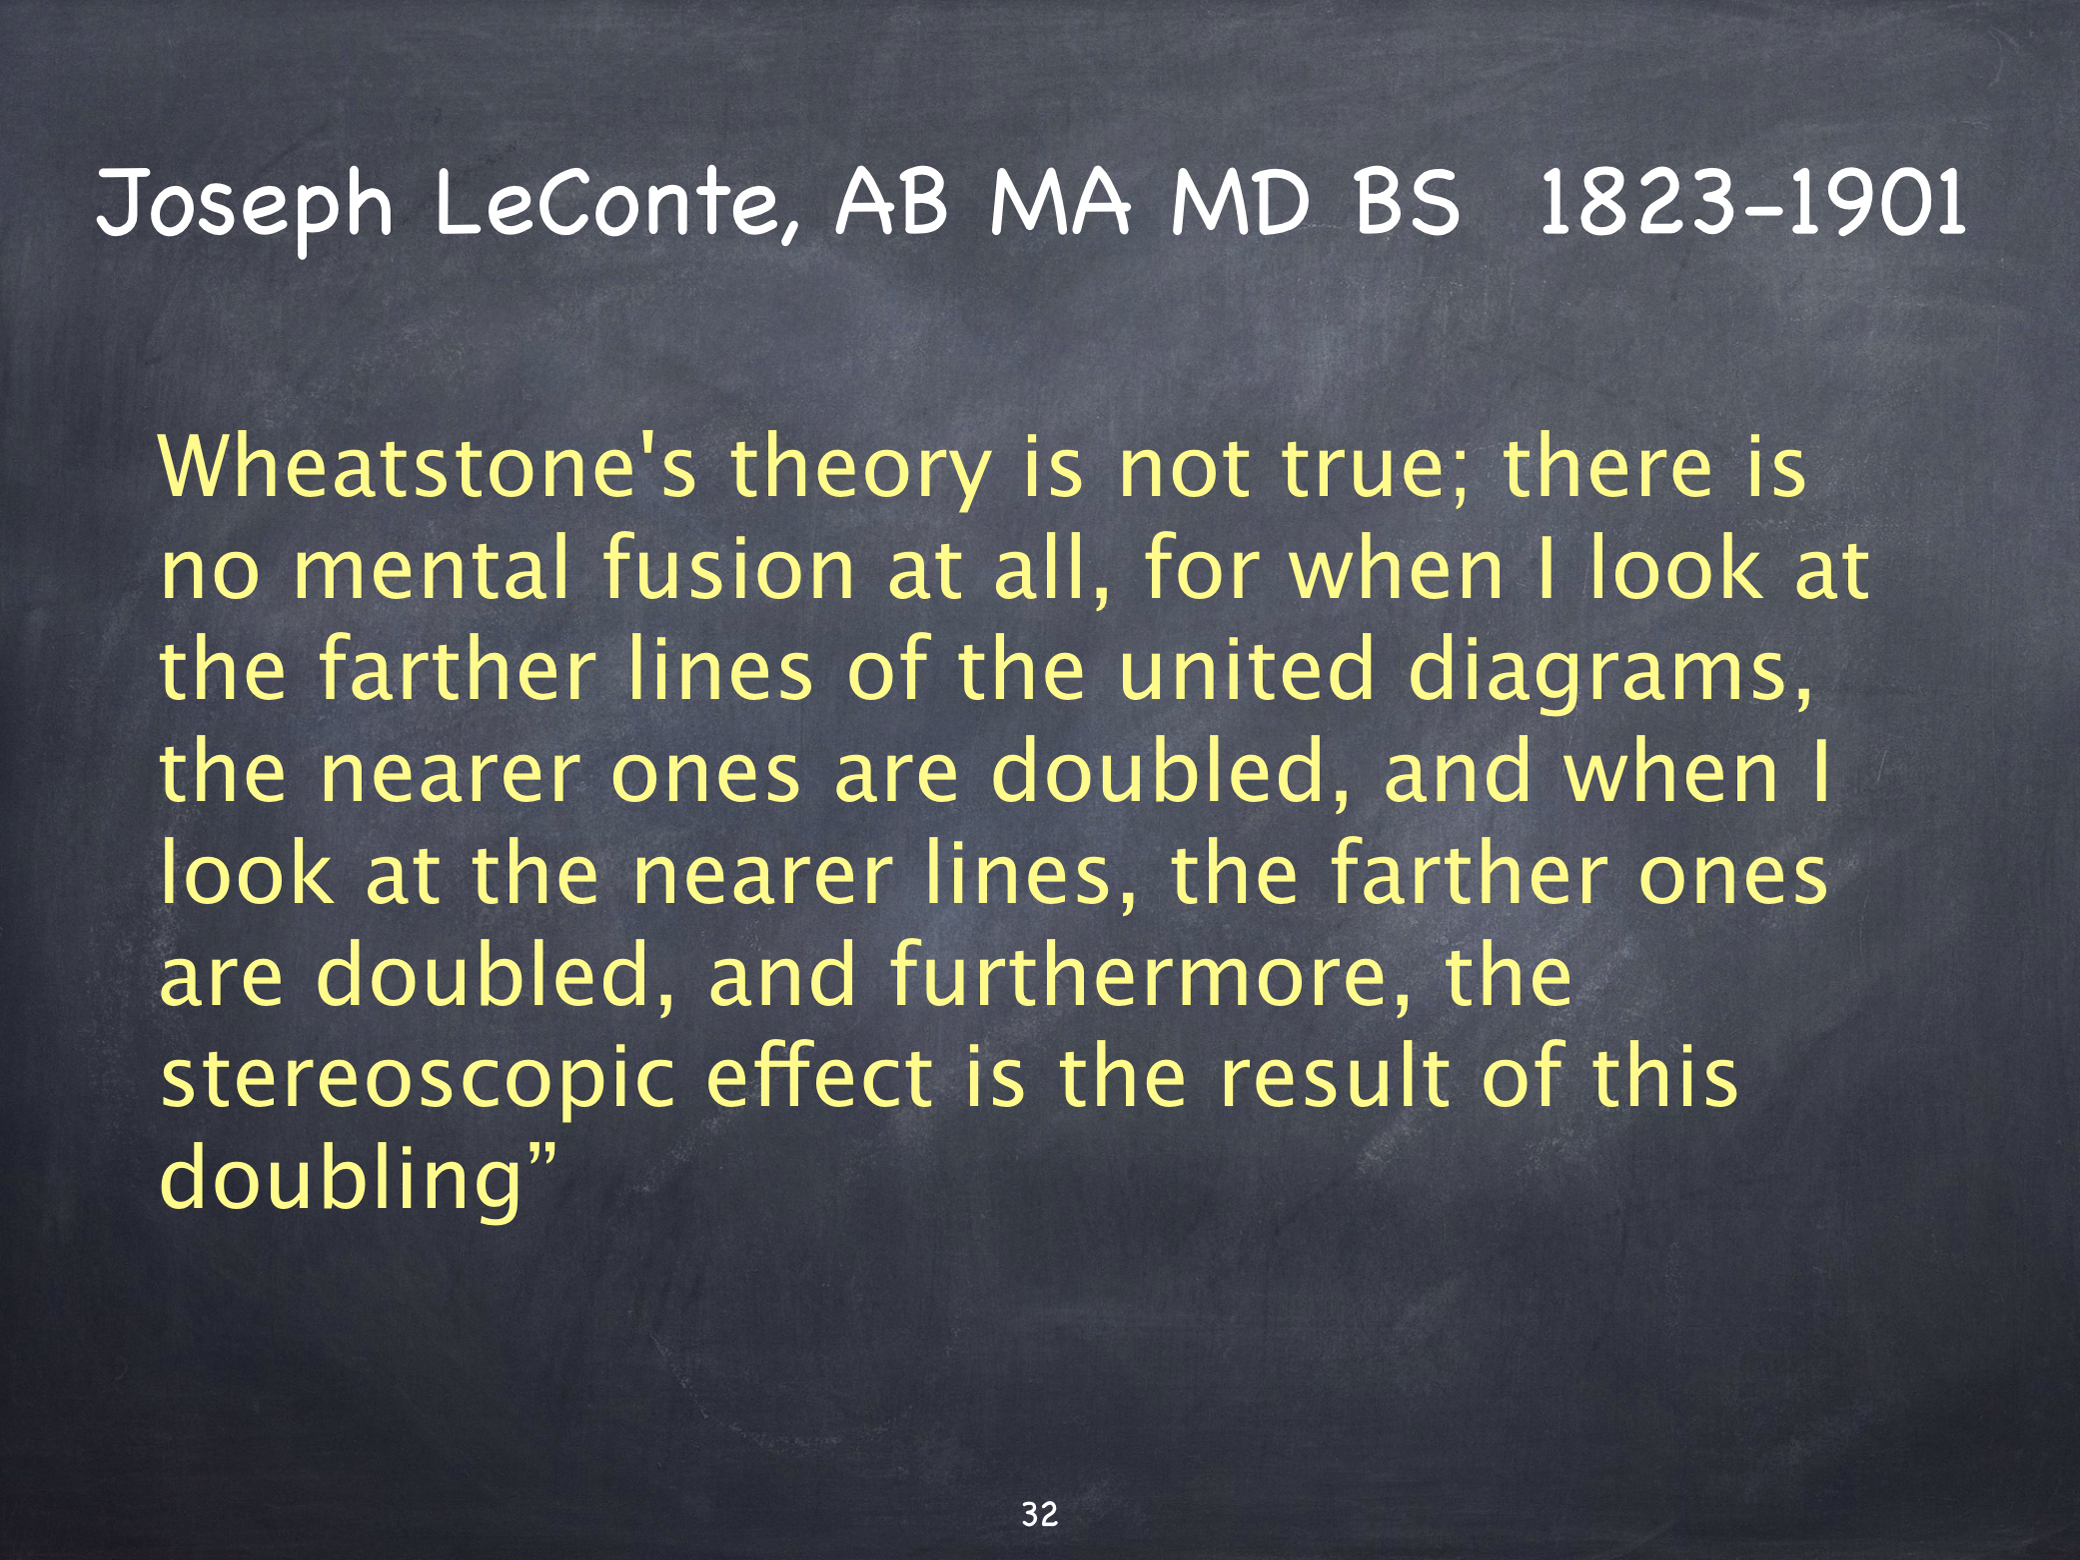 Joseph LeConte, AB MA MD BS 1823-1901
Wheatstone's theory is not true; there is
no mental fusion at all, for when I look at
the farther lines of the united diagrams,
the nearer ones are doubled, and when I
look at the nearer lines, the farther ones
are doubled, and furthermore, the
stereoscopic effect is the result of this
doubling”
32